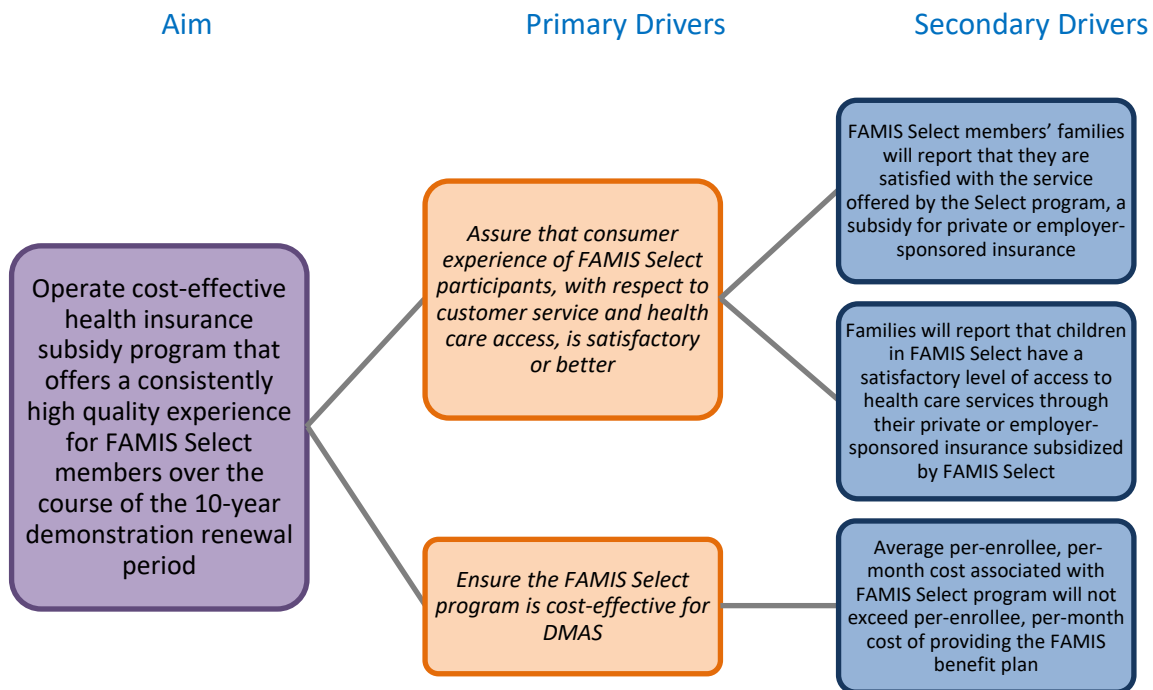 Aim
Primary Drivers
Secondary Drivers
Operate cost-effective
health insurance
subsidy program that
offers a consistently
high quality experience
for FAMIS Select
members over the
course of the 10-year
demonstration renewal
period
Assure that consumer
experience of FAMIS Select
participants, with respect to
customer service and health
care access, is satisfactory
or better
Ensure the FAMIS Select
program is cost-effective for
DMAS
FAMIS Select members’ families
will report that they are
satisfied with the service
offered by the Select program, a
subsidy for private or employer-
sponsored insurance
Families will report that children
in FAMIS Select have a
satisfactory level of access to
health care services through
their private or employer-
sponsored insurance subsidized
by FAMIS Select
Average per-enrollee, per-
month cost associated with
FAMIS Select program will not
exceed per-enrollee, per-month
cost of providing the FAMIS
benefit plan